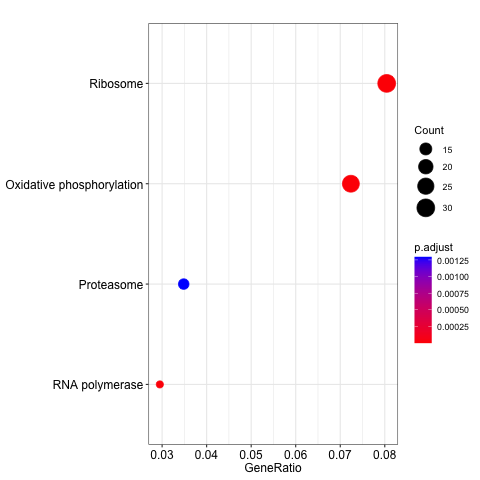 Ribosome
Oxidative phosphorylation
Proteasome
RNA polymerase
0.03 0.04 0.05 0.06 0.07 0.08
GeneRatio
Count
15
20
25
30
p.adjust
0.00125
0.00100
0.00075
0.00050
0.00025